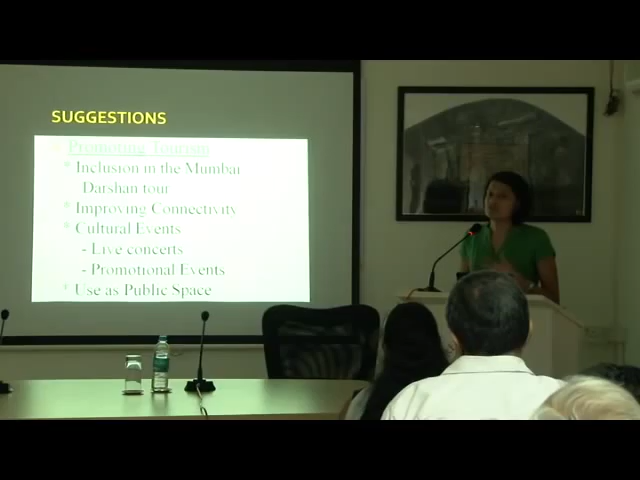 SUGGESTIONS
* Promoting Tourism
* Inclusion in the Mumbai
Darshan tour
* Improving Connectivity
* Cultural Events
- Live concerts
- Promotional Events
* Use as Public Space